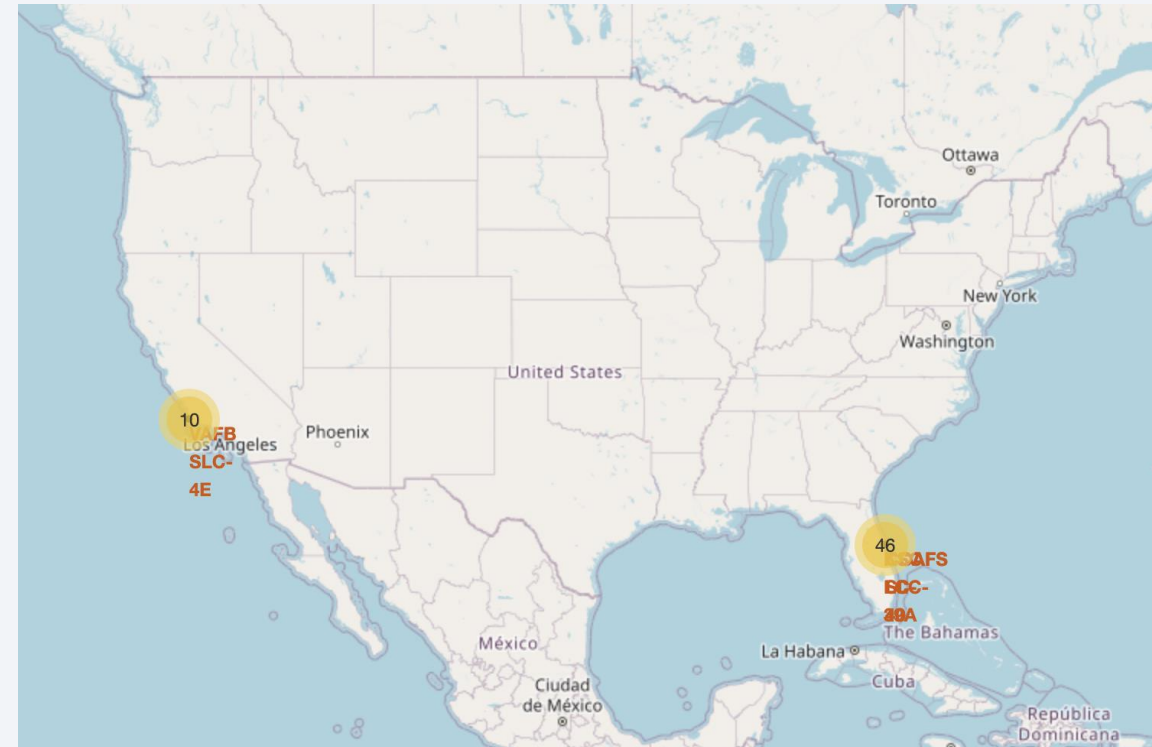 Ottawa
Toronto
New York
Washington
United States
10
VAFB
Los Angeles
SLC-
4E
Phoenix
46
México
La Habana
The Bahamas
Cuba
Ciudad
de México
República
Dominicana